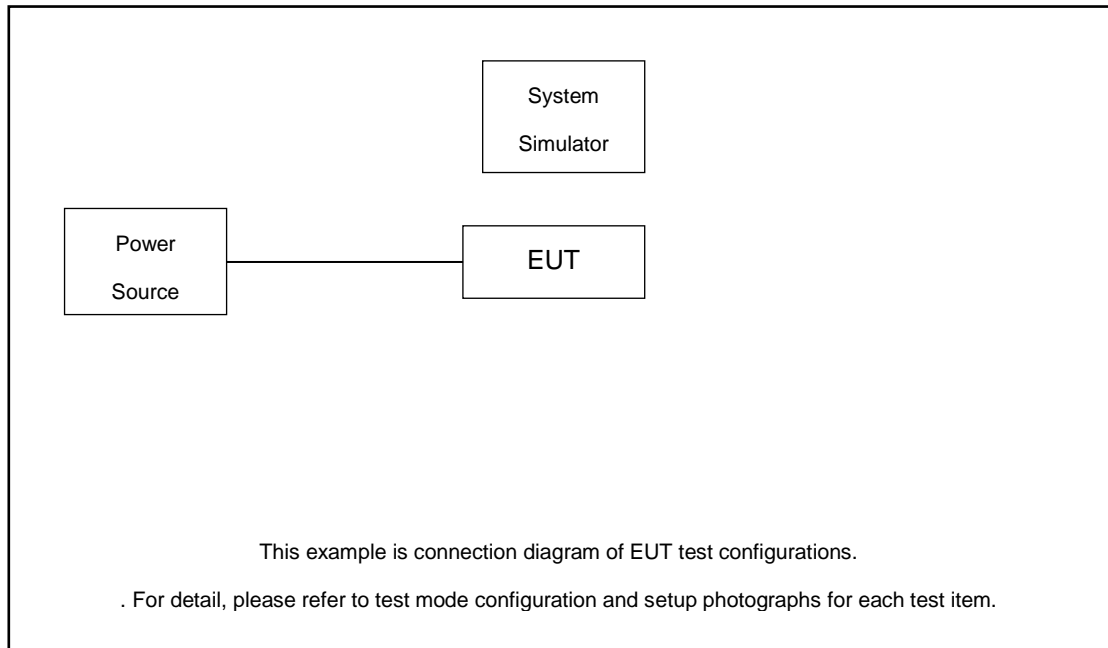 System
Simulator
Power
Source
EUT
This example is connection diagram of EUT test configurations.
. For detail, please refer to test mode configuration and setup photographs for each test item.